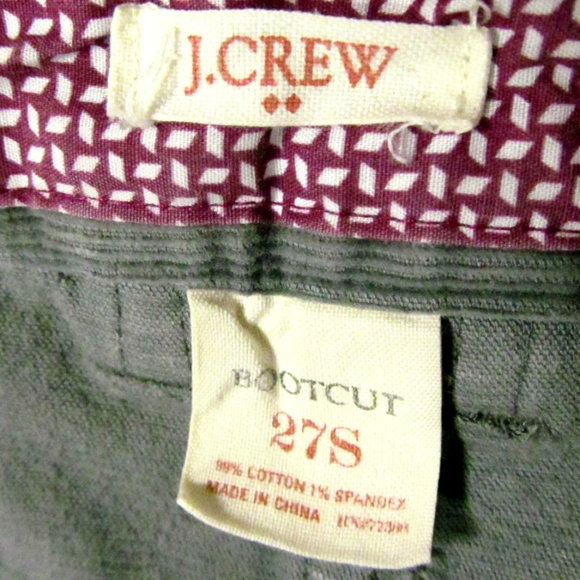 J.CREW
BOOTCUT
27S
99% COTTON 1% SPANDEX
MADE IN CHINA